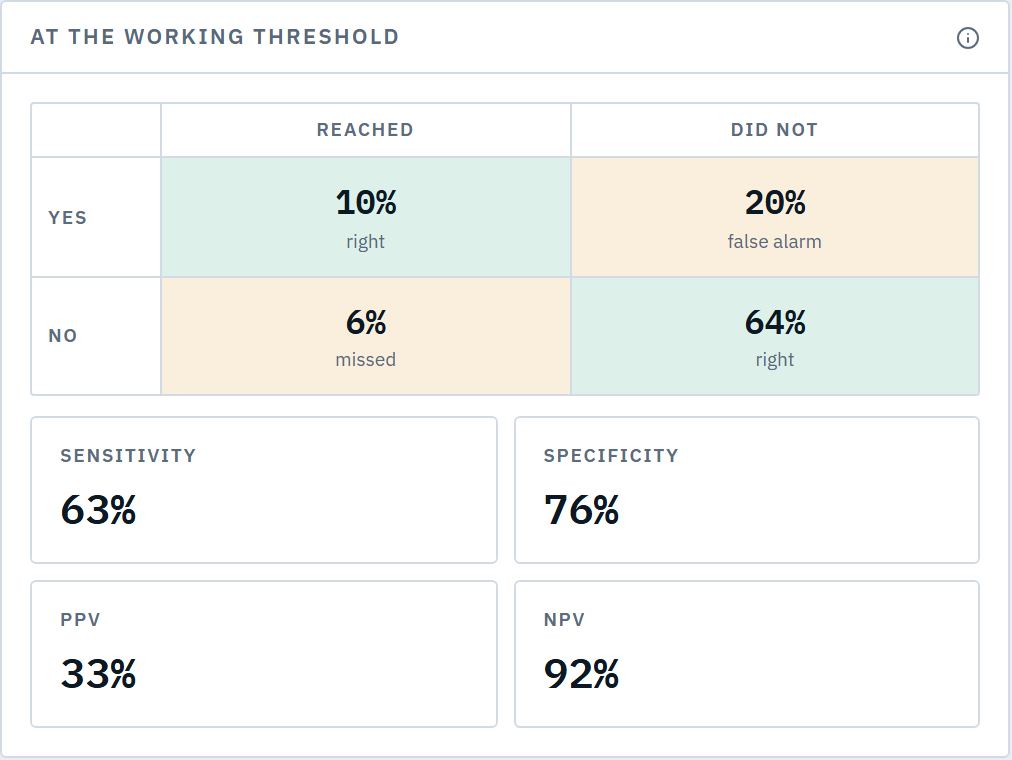 AT THE WORKING THRESHOLD
REACHED
DID NOT
YES
10%
right
20%
false alarm
NO
6%
missed
64%
right
SENSITIVITY
63%
SPECIFICITY
76%
PPV
33%
NPV
92%